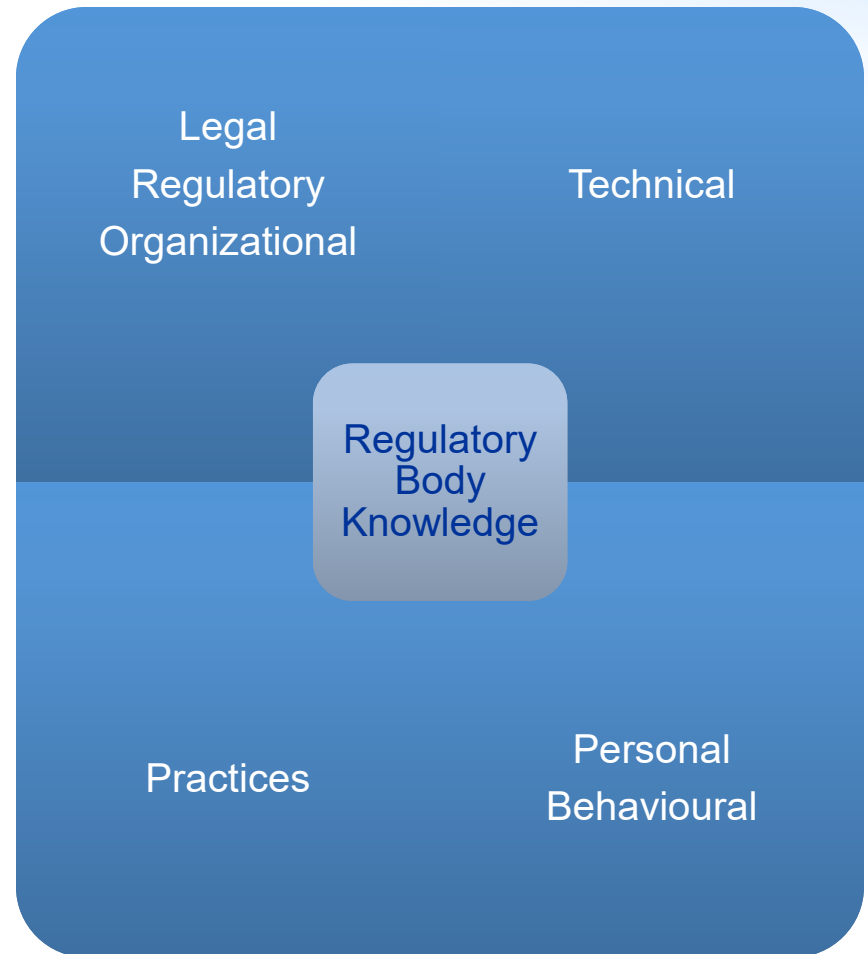 Legal
Regulatory
Organizational
Technical
Regulatory
Body
Knowledge
Practices
Personal
Behavioural